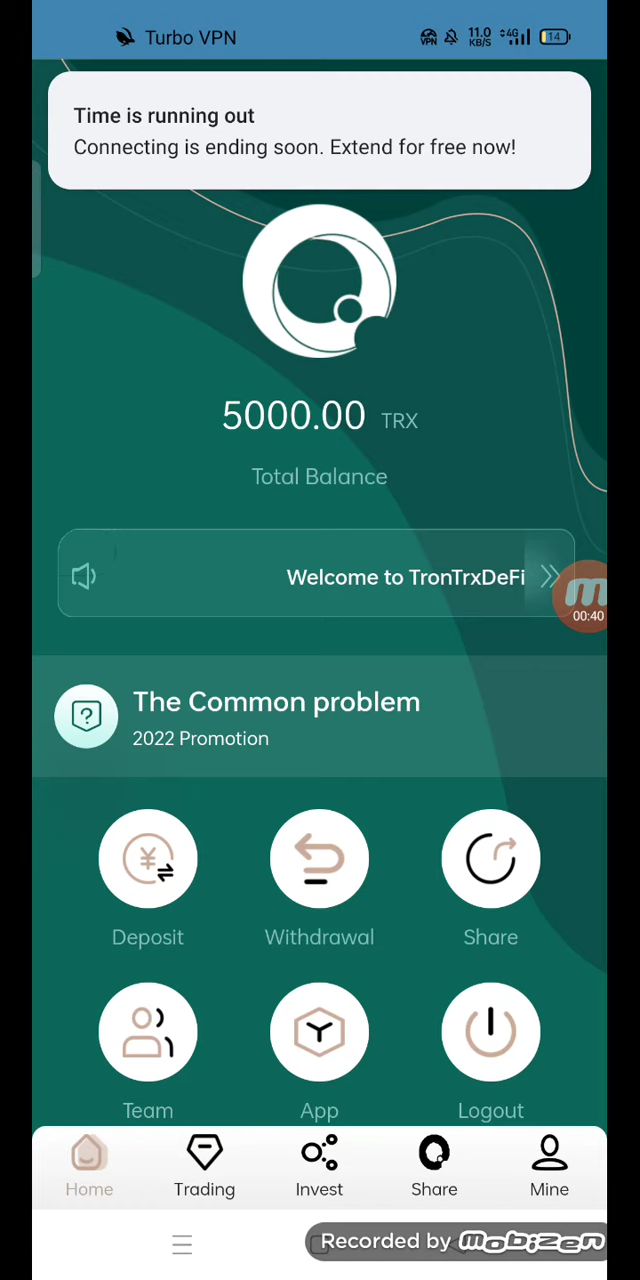 Turbo VPN
VPN 11.0 KB/S 4G 14
Time is running out
Connecting is ending soon. Extend for free now!
5000.00 TRX
Total Balance
Welcome to TronTrxDeFi
00:40
The Common problem
2022 Promotion
Deposit Withdrawal Share
Team App Logout
Home Trading Invest Share Mine
Recorded by mobizen